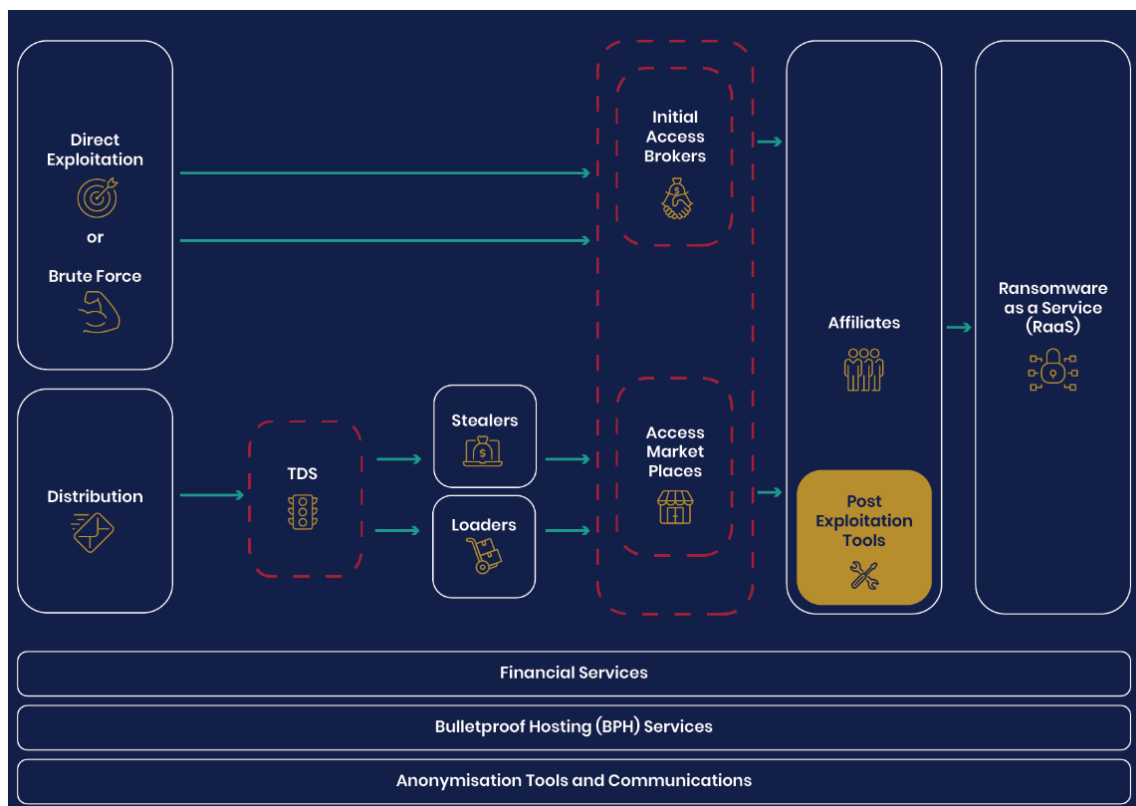 Direct
Exploitation
or
Brute Force
Initial
Access
Brokers
Affiliates
Ransomware
as a Service
(RaaS)
Distribution
TDS
Stealers
Loaders
Access
Market
Places
Post
Exploitation
Tools
Financial Services
Bulletproof Hosting (BPH) Services
Anonymisation Tools and Communications